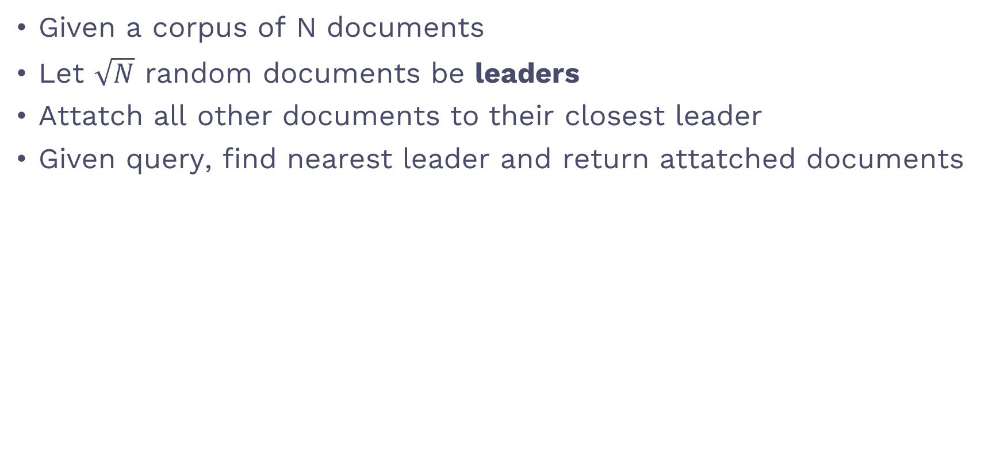 • Given a corpus of N documents
• Let √N random documents be leaders
• Attatch all other documents to their closest leader
• Given query, find nearest leader and return attatched documents